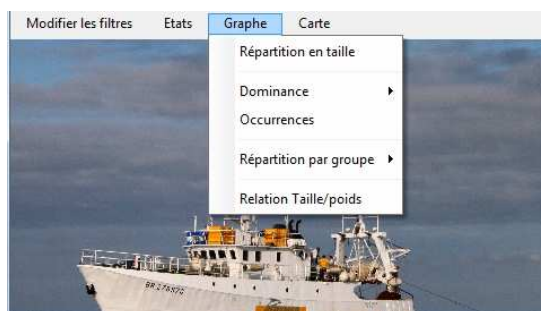 Modifier les filtres Etats Graphe Carte
Répartition en taille
Dominance
Occurrences
Répartition par groupe
Relation Taille/poids